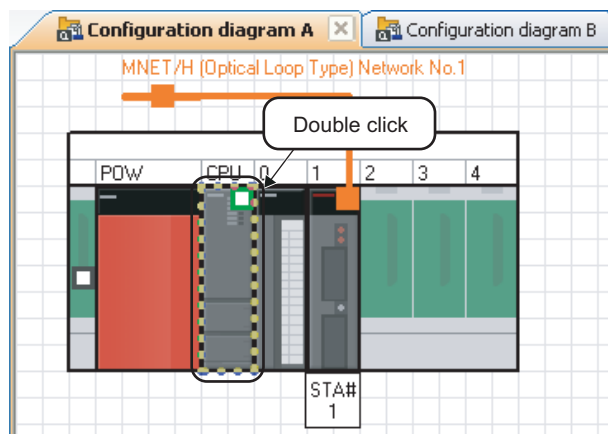 Configuration diagram A
Configuration diagram B
MNET/H (Optical Loop Type) Network No.1
Double click
POW CPU 0 1 2 3 4
STA#
1